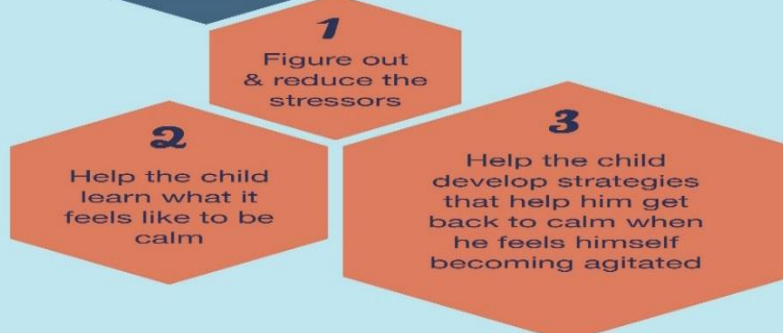 1
Figure out
& reduce the
stressors
2
Help the child
learn what it
feels like to be
calm
3
Help the child
develop strategies
that help him get
back to calm when
he feels himself
becoming agitated